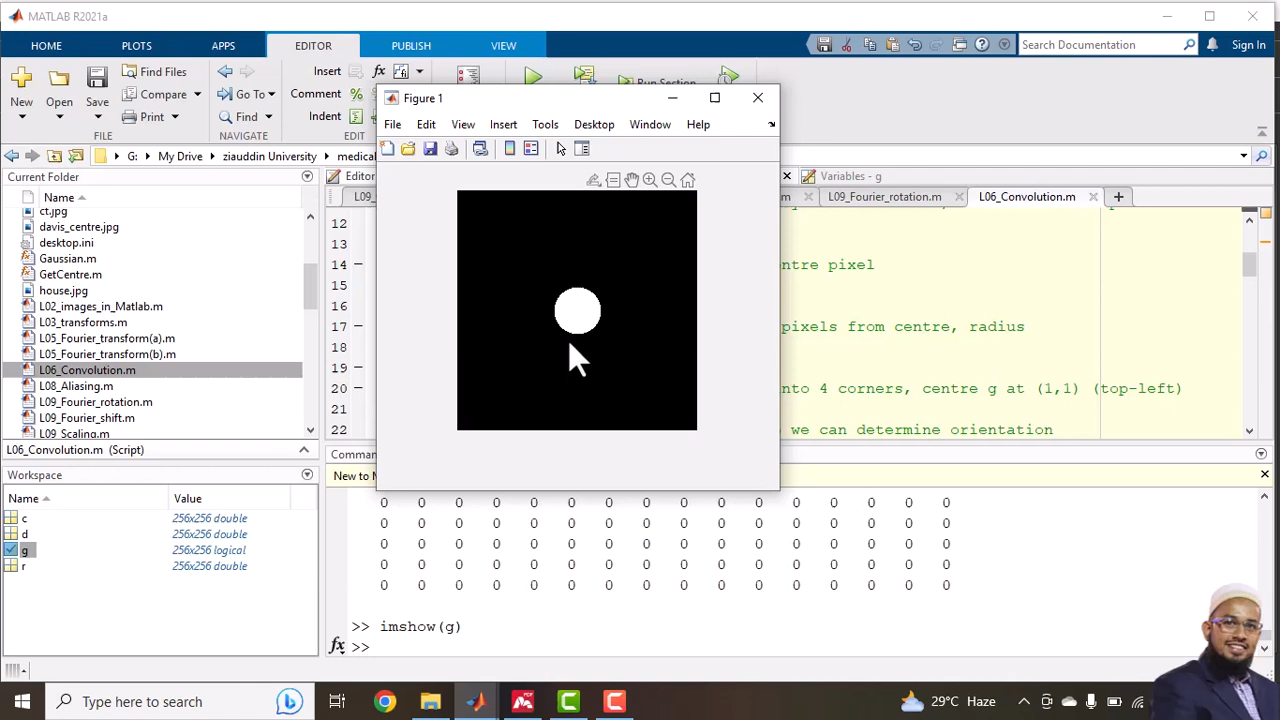 MATLAB R2021a
HOME PLOTS APPS EDITOR PUBLISH VIEW
Search Documentation
Sign In
Insert
Find Files
Compare
Print
Go To
Comment
Find
Indent
New Open Save
FILE NAVIGATE EDIT
Run Section
Figure 1
File Edit View Insert Tools Desktop Window Help
G: My Drive ziauddin University
Current Folder
Name
ct.jpg
davis_centre.jpg
desktop.ini
Gaussian.m
GetCentre.m
house.jpg
L02_images_in_Matlab.m
L03_transforms.m
L05_Fourier_transform(a).m
L05_Fourier_transform(b).m
L06_Convolution.m
L08_Aliasing.m
L09_Fourier_rotation.m
L09_Fourier_shift.m
L09_Scaling.m
L06_Convolution.m (Script)
Workspace
Name Value
c 256x256 double
d 256x256 double
g 256x256 logical
r 256x256 double
Variables - g
L09_Fourier_rotation.m L06_Convolution.m
12
13
14 centre pixel
15
16
17 pixels from centre, radius
18
19
20 into 4 corners, centre g at (1,1) (top-left)
21
22 we can determine orientation
0 0 0 0 0 0 0 0 0 0 0 0 0 0 0 0
0 0 0 0 0 0 0 0 0 0 0 0 0 0 0 0
0 0 0 0 0 0 0 0 0 0 0 0 0 0 0 0
0 0 0 0 0 0 0 0 0 0 0 0 0 0 0 0
0 0 0 0 0 0 0 0 0 0 0 0 0 0 0 0
>> imshow(g)
fx >>
Type here to search
29°C Haze